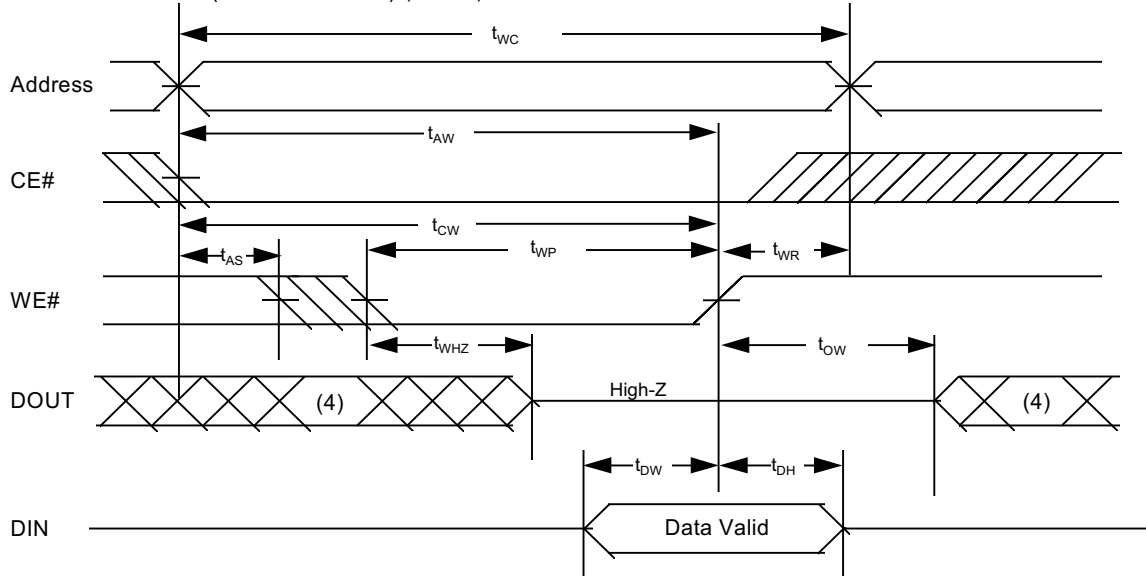 tWC
Address
tAW
CE#
tCW
tAS
tWP
tWR
WE#
tWHZ
tOW
DOUT
(4)
High-Z
(4)
tDW
tDH
DIN
Data Valid